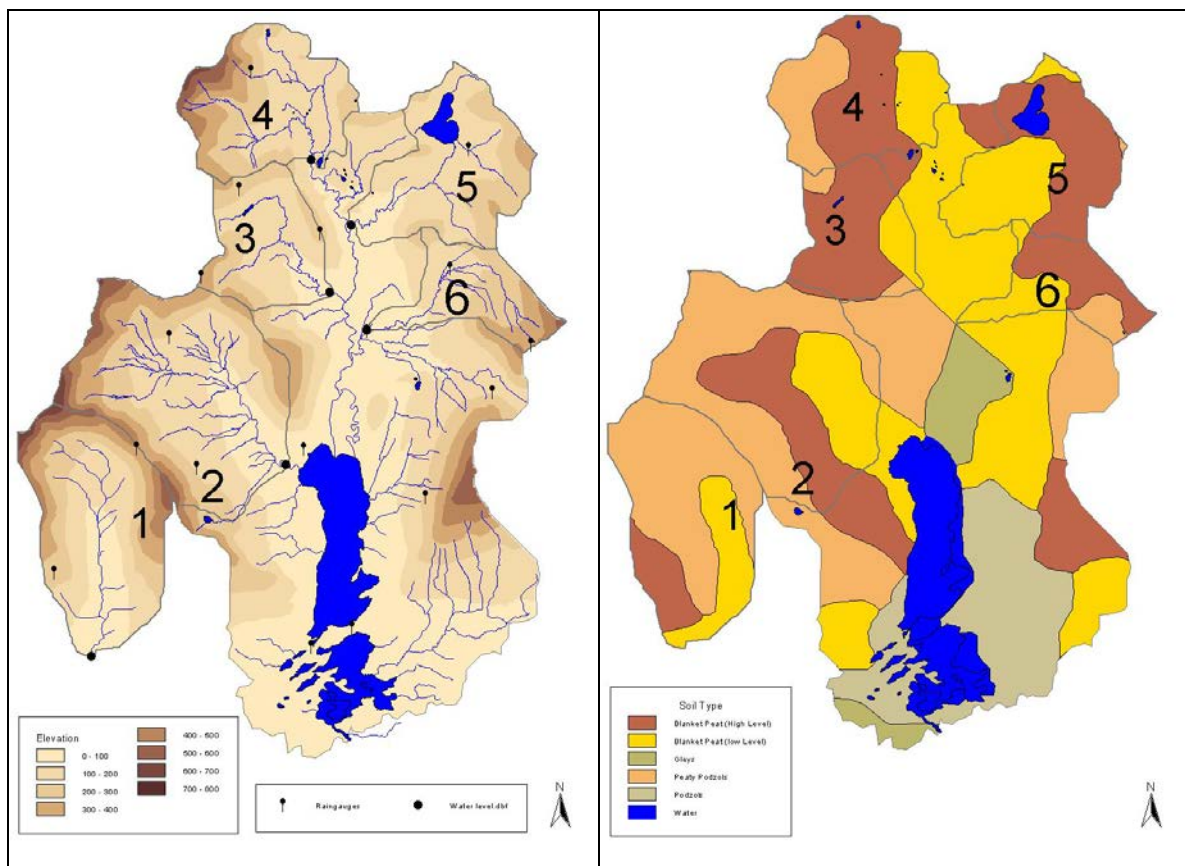 4
5
3
6
2
1
Elevation
0 - 100
100 - 200
200 - 300
300 - 400
400 - 500
500 - 600
600 - 700
700 - 800
Raingauges
Water level.dbf
N
4
5
3
6
2
1
Soil Type
Blanket Peat (High Level)
Blanket Peat (low Level)
Gleys
Peaty Podzols
Podzols
Water
N